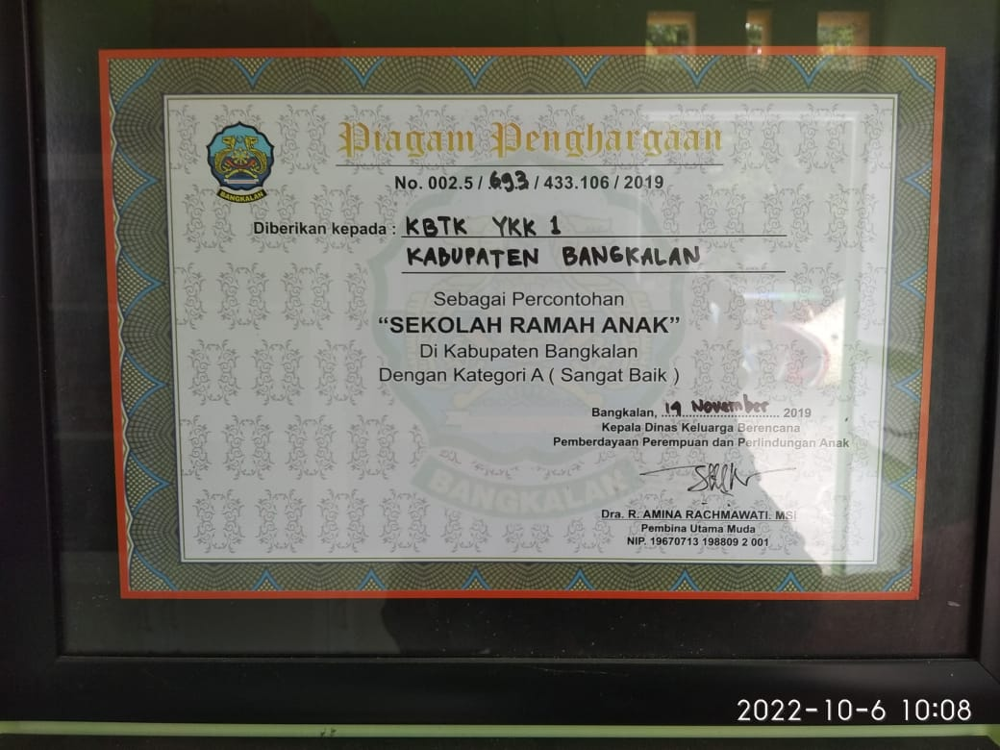 Piagam Penghargaan
No. 002.5 / 693 / 433.106 / 2019
BANGKALAN
Diberikan kepada : KBTK YKK 1
KABUPATEN BANGKALAN
Sebagai Percontohan
“SEKOLAH RAMAH ANAK”
Di Kabupaten Bangkalan
Dengan Kategori A ( Sangat Baik )
Bangkalan, 19 November 2019
Kepala Dinas Keluarga Berencana
Pemberdayaan Perempuan dan Perlindungan Anak
BANGKALAN
Dra. R. AMINA RACHMAWATI. MSI
Pembina Utama Muda
NIP. 19670713 198809 2 001
2022-10-6 10:08